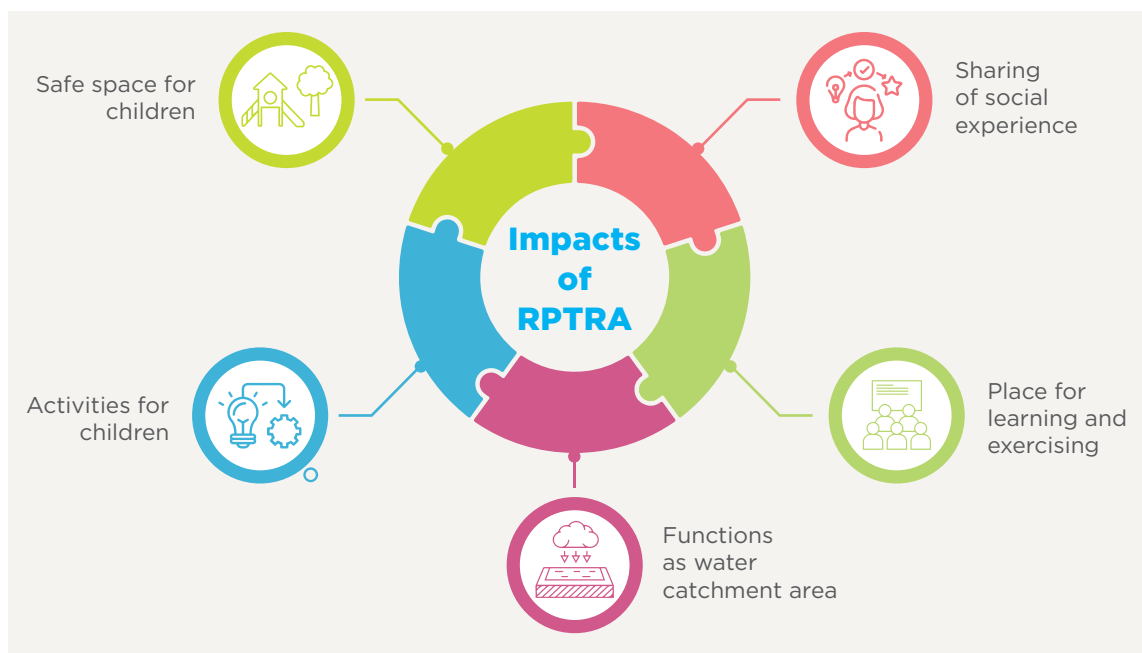 Safe space for
children
Sharing
of social
experience
Impacts
of
RPTRA
Activities for
children
Place for
learning and
exercising
Functions
as water
catchment area